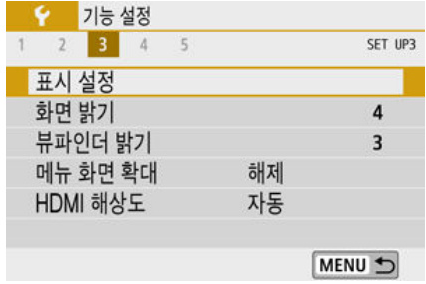 기능 설정
1 2 3 4 5 SET UP3
표시 설정
화면 밝기 4
뷰파인더 밝기 3
메뉴 화면 확대 해제
HDMI 해상도 자동
MENU